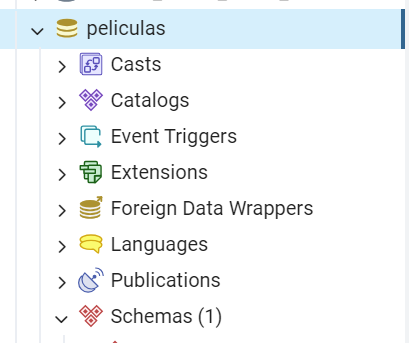 peliculas
Casts
Catalogs
Event Triggers
Extensions
Foreign Data Wrappers
Languages
Publications
Schemas (1)